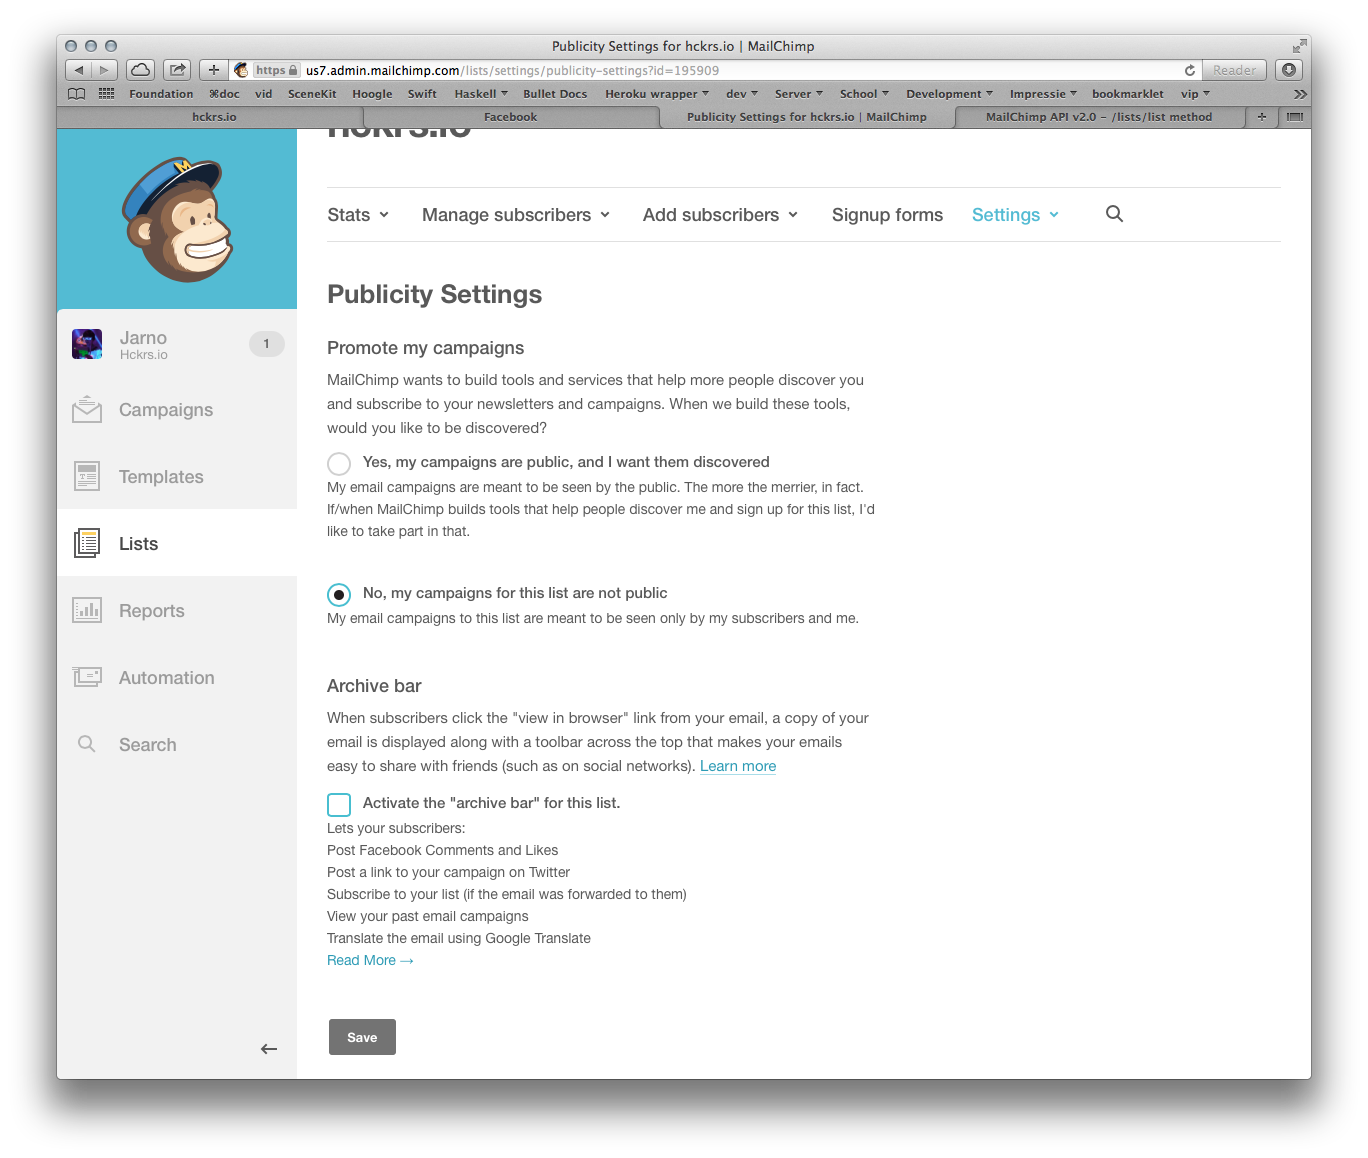 Publicity Settings for hckrs.io | MailChimp
https us7.admin.mailchimp.com/lists/settings/publicity-settings?id=195909 Reader
Foundation ⌘doc vid SceneKit Hoogle Swift Haskell Bullet Docs Heroku wrapper dev Server School Development Impressie bookmarklet vip
hckrs.io Facebook Publicity Settings for hckrs.io | MailChimp MailChimp API v2.0 – /lists/list method
hckrs.io
Stats Manage subscribers Add subscribers Signup forms Settings
Jarno 1
Hckrs.io
Campaigns
Templates
Lists
Reports
Automation
Search
Publicity Settings
Promote my campaigns
MailChimp wants to build tools and services that help more people discover you
and subscribe to your newsletters and campaigns. When we build these tools,
would you like to be discovered?
Yes, my campaigns are public, and I want them discovered
My email campaigns are meant to be seen by the public. The more the merrier, in fact.
If/when MailChimp builds tools that help people discover me and sign up for this list, I'd
like to take part in that.
No, my campaigns for this list are not public
My email campaigns to this list are meant to be seen only by my subscribers and me.
Archive bar
When subscribers click the "view in browser" link from your email, a copy of your
email is displayed along with a toolbar across the top that makes your emails
easy to share with friends (such as on social networks). Learn more
Activate the "archive bar" for this list.
Lets your subscribers:
Post Facebook Comments and Likes
Post a link to your campaign on Twitter
Subscribe to your list (if the email was forwarded to them)
View your past email campaigns
Translate the email using Google Translate
Read More →
Save